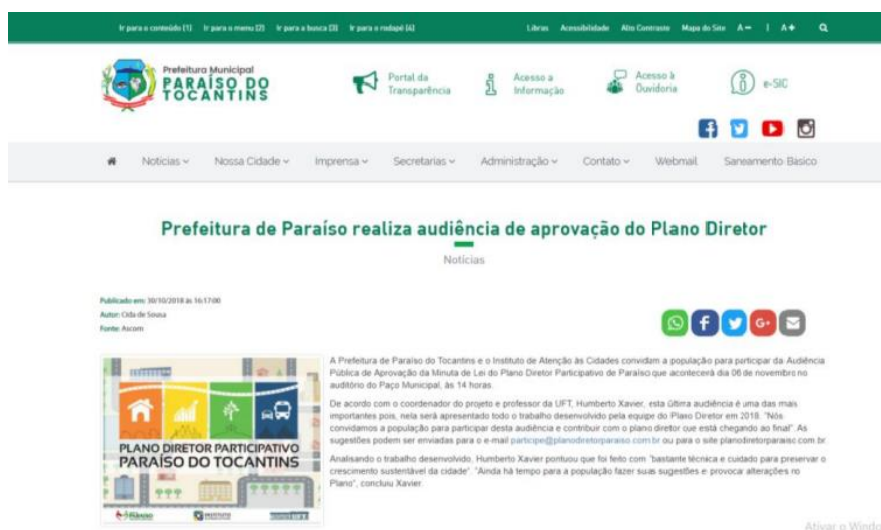 Ir para o conteúdo [1] Ir para o menu [2] Ir para a busca [3] Ir para o rodapé [4] Libras Acessibilidade Alto Contraste Mapa do Site A- | A+
Prefeitura Municipal
PARAÍSO DO
TOCANTINS
Portal da
Transparência
Acesso a
Informação
Acesso à
Ouvidoria
e-SIC
Notícias Nossa Cidade Imprensa Secretarias Administração Contato Webmail Saneamento Basico
Prefeitura de Paraíso realiza audiência de aprovação do Plano Diretor
Notícias
Publicado em: 30/10/2018 às 16:17:00
Autor: Cida de Sousa
Fonte: Ascom
PLANO DIRETOR PARTICIPATIVO
PARAÍSO DO TOCANTINS
A Prefeitura de Paraíso do Tocantins e o Instituto de Atenção às Cidades convidam a população para participar da Audiência
Pública de Aprovação da Minuta de Lei do Plano Diretor Participativo de Paraíso que acontecerá dia 06 de novembro no
auditório do Paço Municipal, às 14 horas.
De acordo com o coordenador do projeto e professor da UFT, Humberto Xavier, esta última audiência é uma das mais
importantes pois, nela será apresentado todo o trabalho desenvolvido pela equipe do Plano Diretor em 2018. "Nós
convidamos a população para participar desta audiência e contribuir com o plano diretor que está chegando ao final". As
sugestões podem ser enviadas para o e-mail participe@planodiretorparaiso.com.br ou para o site planodiretorparaiso.com.br.
Analisando o trabalho desenvolvido, Humberto Xavier pontuou que foi feito com "bastante técnica e cuidado para preservar o
crescimento sustentável da cidade". "Ainda há tempo para a população fazer suas sugestões e provocar alterações no
Plano", concluiu Xavier.
Ativar o Windo